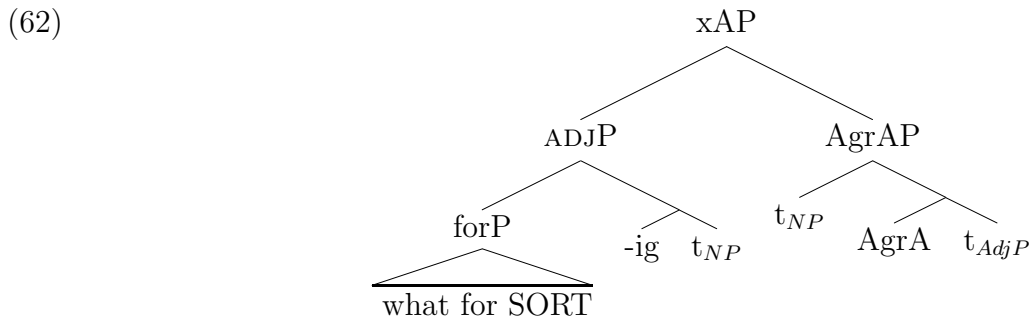 (62)
xAP
ADJP AgrAP
forP -ig t_NP t_NP AgrA t_AdjP
what for SORT